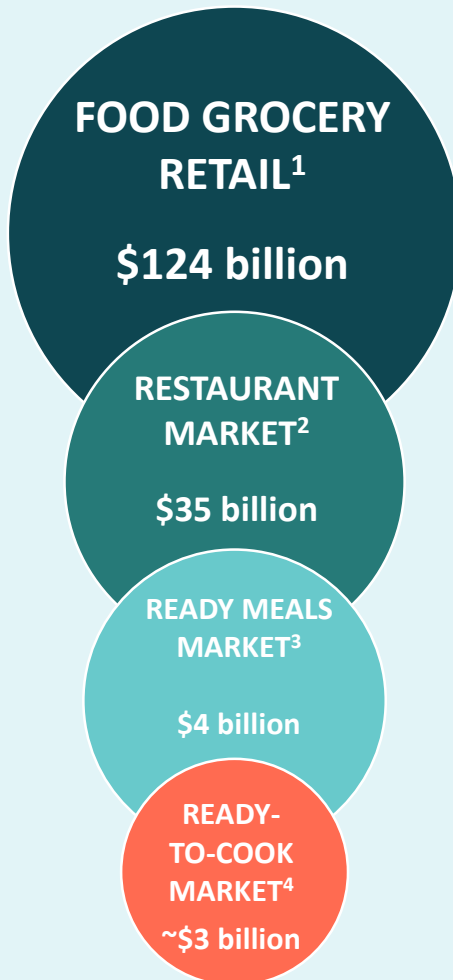 FOOD GROCERY
RETAIL¹
$124 billion
RESTAURANT
MARKET²
$35 billion
READY MEALS
MARKET³
$4 billion
READY-
TO-COOK
MARKET⁴
~$3 billion